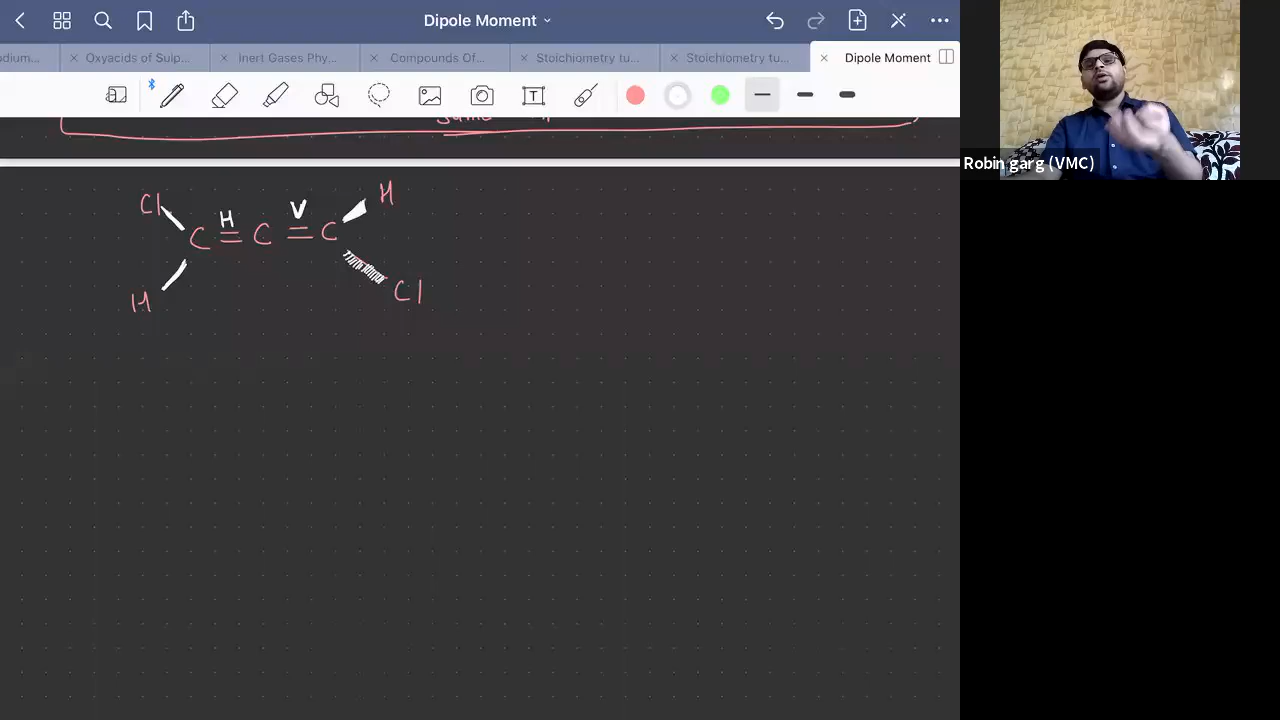 Dipole Moment
odium...
Oxyacids of Sulp...
Inert Gases Phy...
Compounds Of...
Stoichiometry tu...
Stoichiometry tu...
Dipole Moment
T
Robin garg (VMC)
Cl H
H V
C = C = C
H Cl